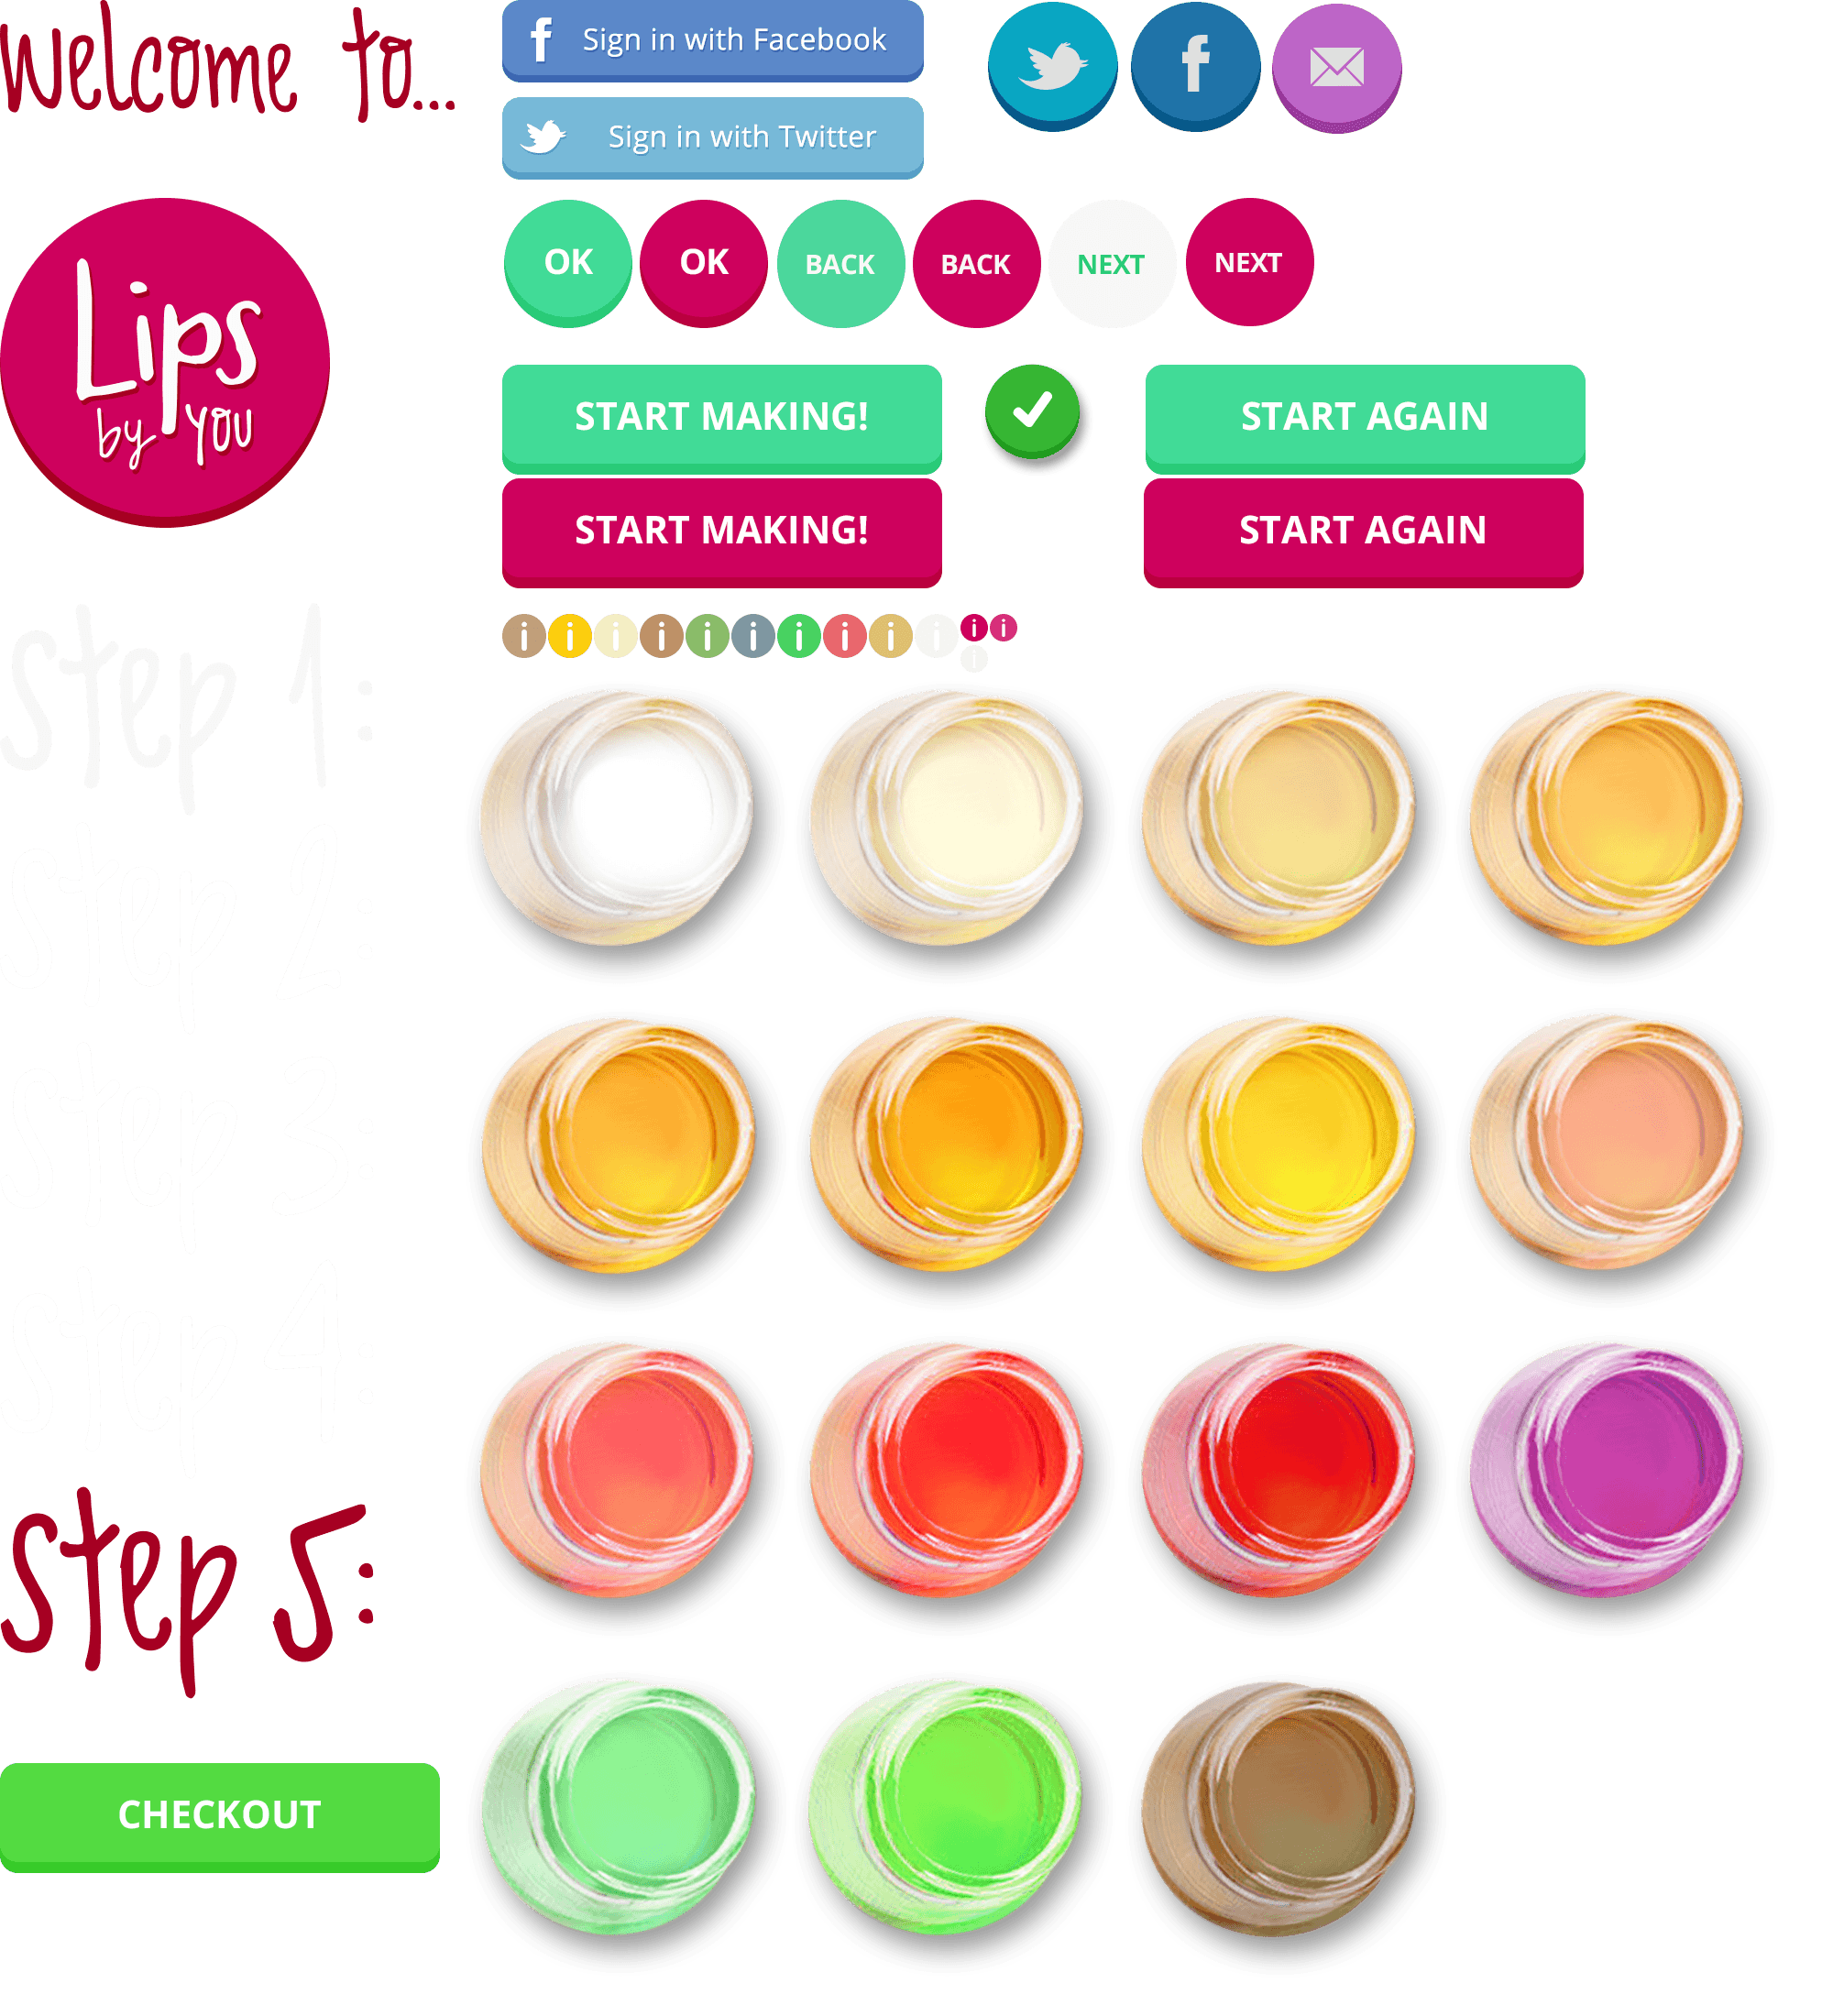 Welcome to...
Sign in with Facebook
Sign in with Twitter
Lips
by YOU
OK
OK
BACK
BACK
NEXT
NEXT
START MAKING!
START AGAIN
START MAKING!
START AGAIN
i i i i i i i i i i i i
i
Step 1:
Step 2:
Step 3:
Step 4:
Step 5:
CHECKOUT